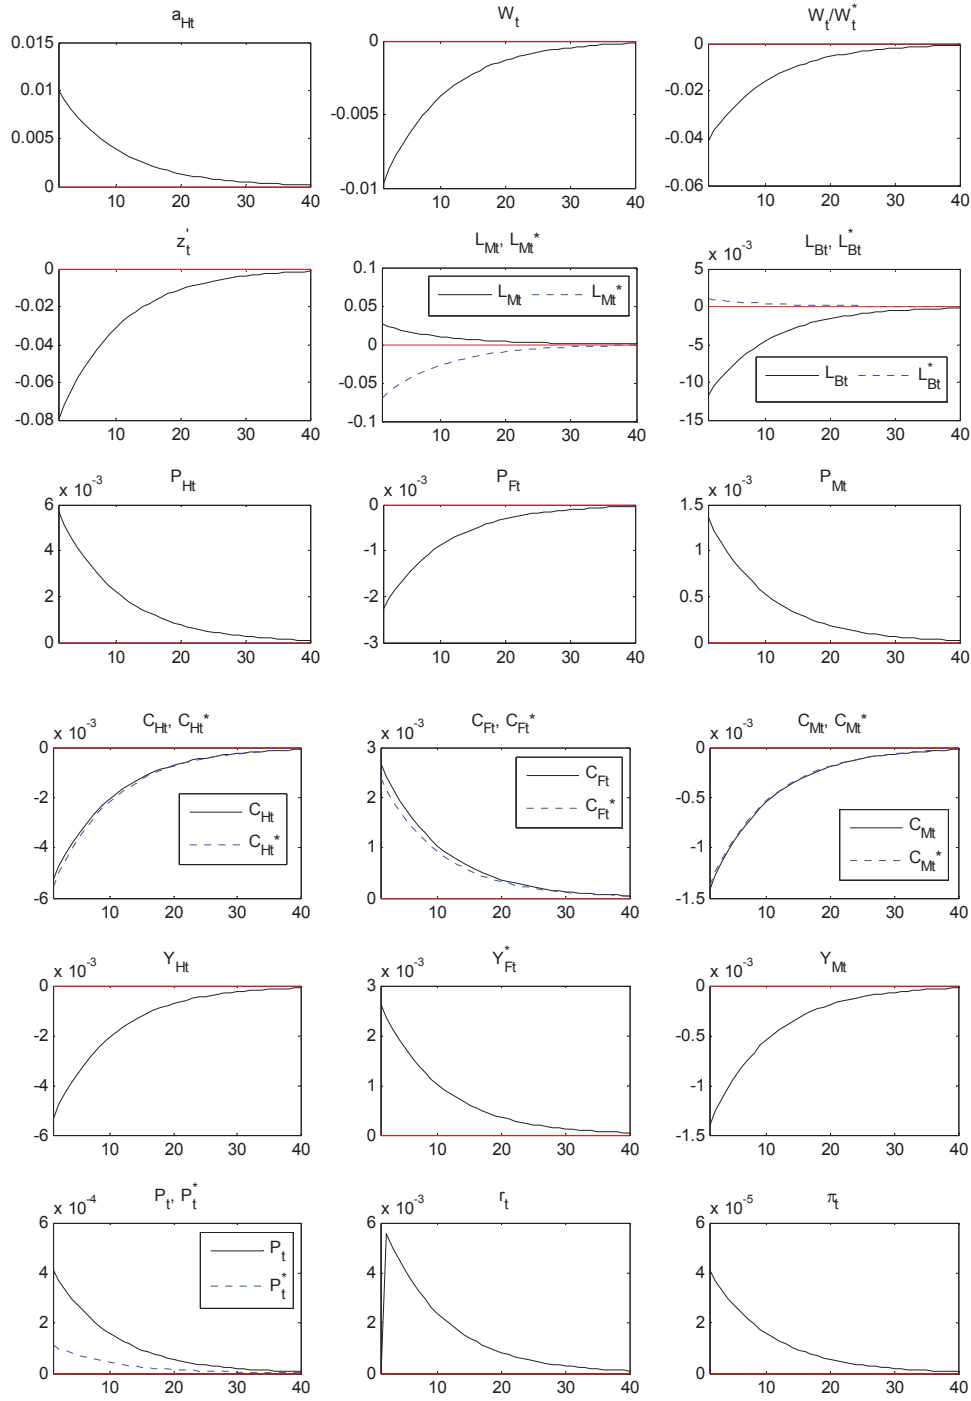 a_Ht
0.015
0.01
0.005
0
10 20 30 40
W_t
0
-0.005
-0.01
10 20 30 40
W_t/W_t^*
0
-0.02
-0.04
-0.06
10 20 30 40
z_t'
0
-0.02
-0.04
-0.06
-0.08
10 20 30 40
L_Mt, L_Mt^*
0.1
0.05
0
-0.05
-0.1
L_Mt L_Mt^*
10 20 30 40
L_Bt, L_Bt^*
x 10^-3
5
0
-5
-10
-15
L_Bt L_Bt^*
10 20 30 40
P_Ht
x 10^-3
6
4
2
0
10 20 30 40
P_Ft
x 10^-3
0
-1
-2
-3
10 20 30 40
P_Mt
x 10^-3
1.5
1
0.5
0
10 20 30 40
C_Ht, C_Ht^*
x 10^-3
0
-2
-4
-6
C_Ht
C_Ht^*
10 20 30 40
C_Ft, C_Ft^*
x 10^-3
3
2
1
0
C_Ft
C_Ft^*
10 20 30 40
C_Mt, C_Mt^*
x 10^-3
0
-0.5
-1
-1.5
C_Mt
C_Mt^*
10 20 30 40
Y_Ht
x 10^-3
0
-2
-4
-6
10 20 30 40
Y_Ft^*
x 10^-3
3
2
1
0
10 20 30 40
Y_Mt
x 10^-3
0
-0.5
-1
-1.5
10 20 30 40
P_t, P_t^*
x 10^-4
6
4
2
0
P_t
P_t^*
10 20 30 40
r_t
x 10^-3
6
4
2
0
10 20 30 40
π_t
x 10^-5
6
4
2
0
10 20 30 40